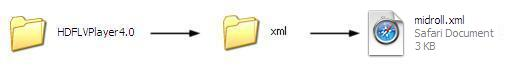 HDFLVPlayer4.0
xml
midroll.xml
Safari Document
3 KB